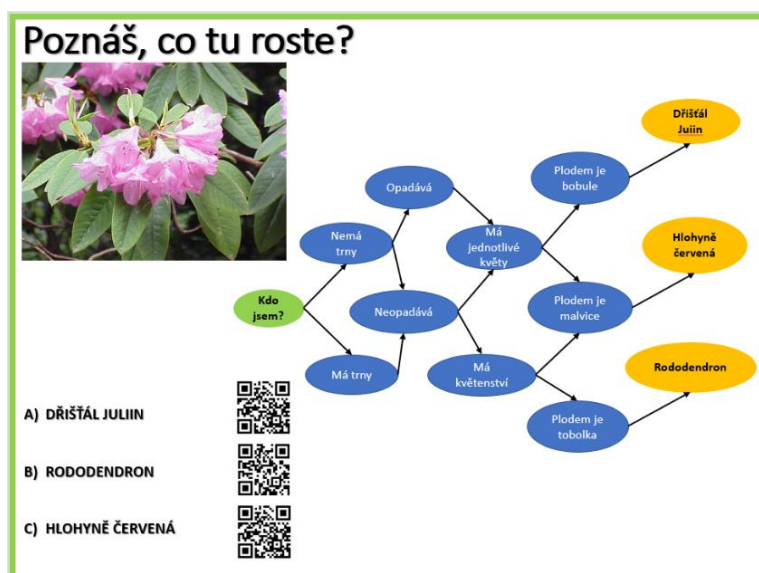 Poznáš, co tu roste?
Dřišťál
Juiin
Opadává
Plodem je
bobule
Nemá
trny
Má
jednotlivé
květy
Hlohyně
červená
Kdo
jsem?
Neopadává
Plodem je
malvice
Má trny
Má
květenství
Rododendron
Plodem je
tobolka
A) DŘIŠŤÁL JULIIN
B) RODODENDRON
C) HLOHYNĚ ČERVENÁ